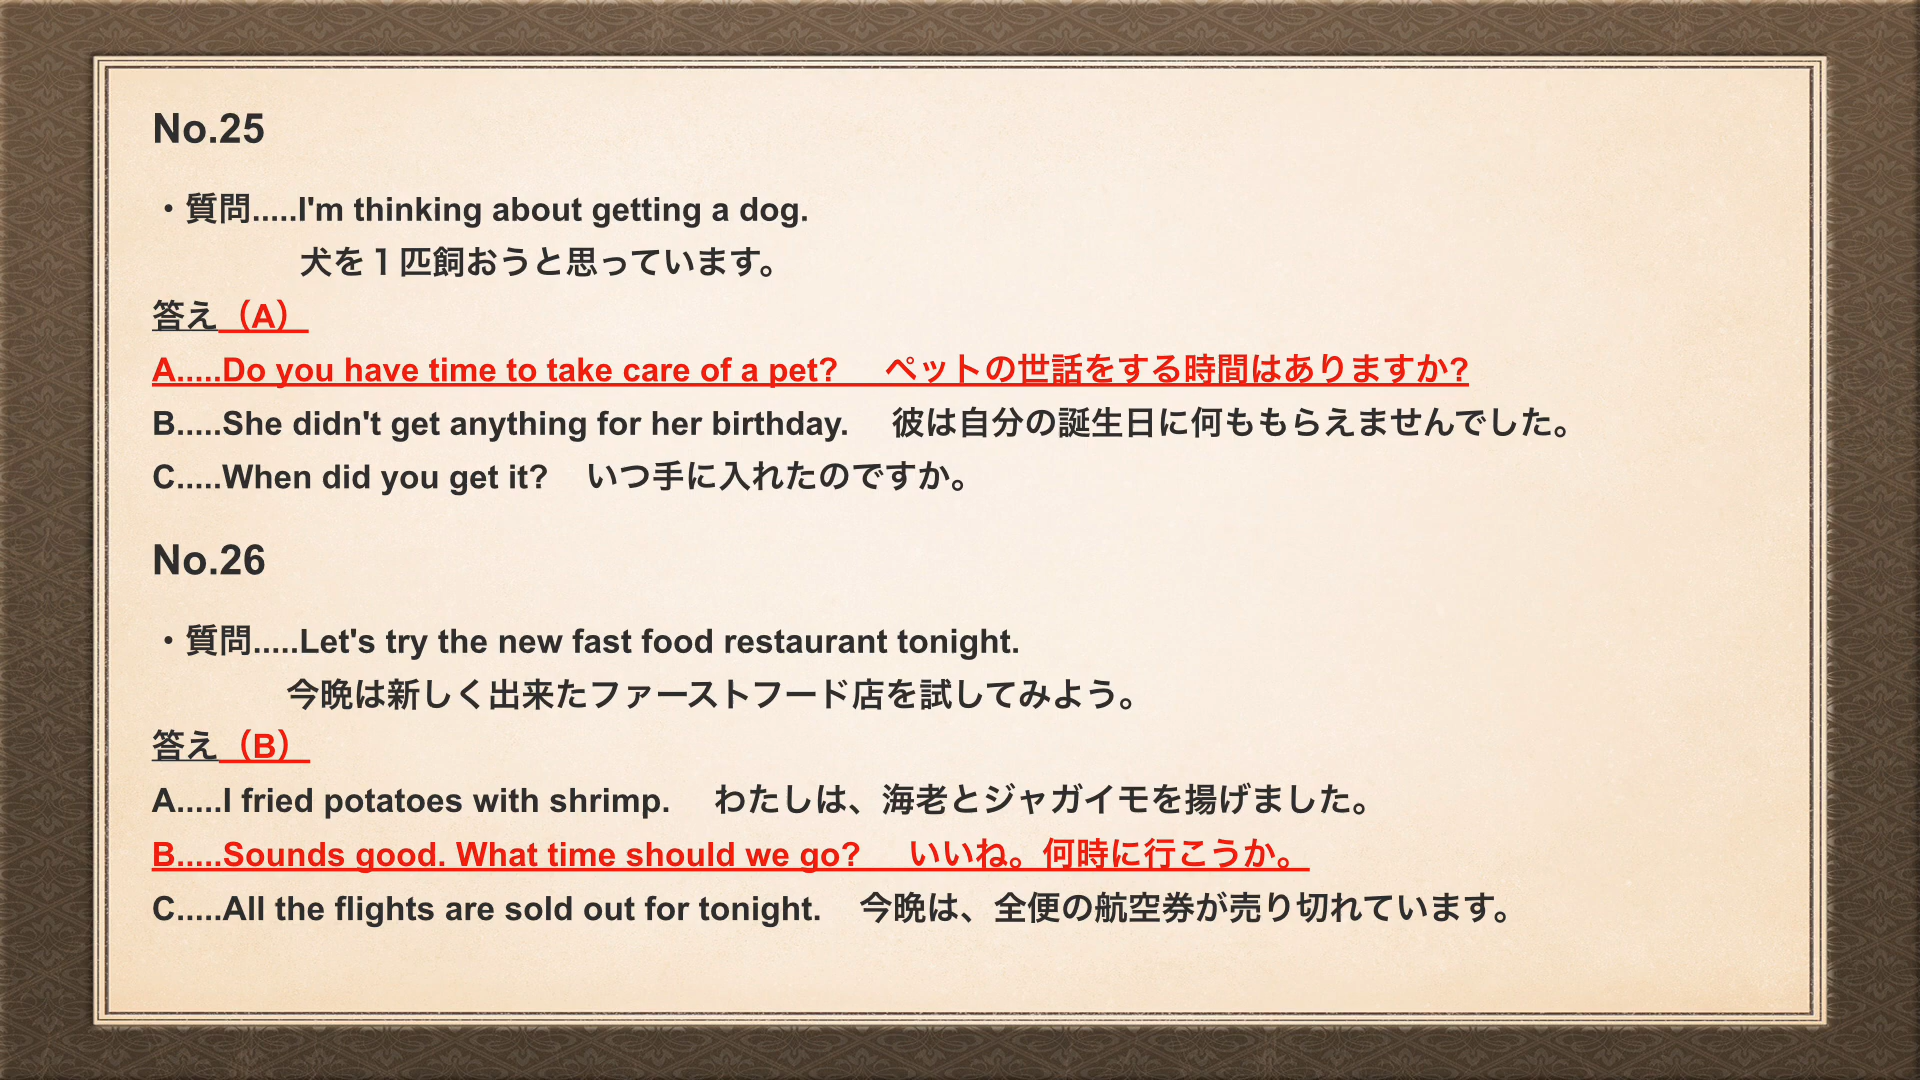 No.25
・質問.....I'm thinking about getting a dog.
犬を１匹飼おうと思っています。
答え（A）
A.....Do you have time to take care of a pet?　ペットの世話をする時間はありますか?
B.....She didn't get anything for her birthday.　彼は自分の誕生日に何ももらえませんでした。
C.....When did you get it?　いつ手に入れたのですか。
No.26
・質問.....Let's try the new fast food restaurant tonight.
今晩は新しく出来たファーストフード店を試してみよう。
答え（B）
A.....I fried potatoes with shrimp.　わたしは、海老とジャガイモを揚げました。
B.....Sounds good. What time should we go?　いいね。何時に行こうか。
C.....All the flights are sold out for tonight.　今晩は、全便の航空券が売り切れています。